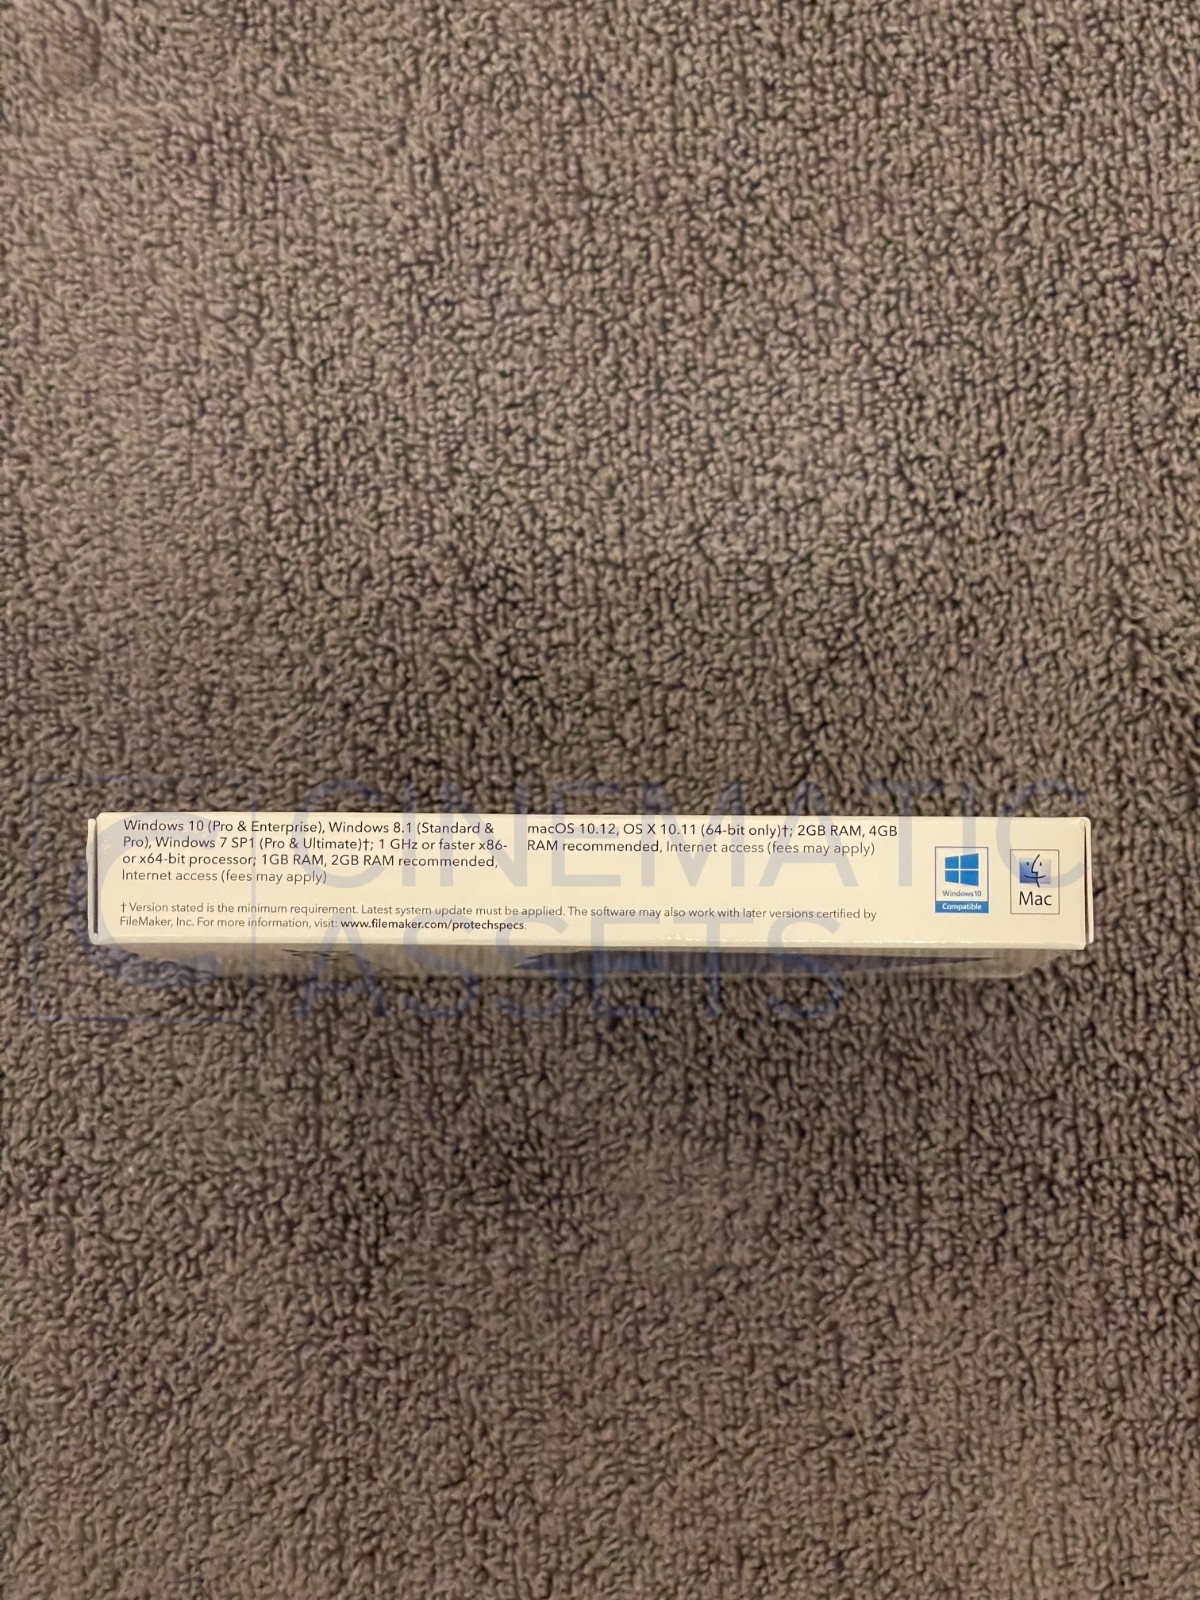 Windows 10 (Pro & Enterprise), Windows 8.1 (Standard &
Pro), Windows 7 SP1 (Pro & Ultimate)†; 1 GHz or faster x86-
or x64-bit processor; 1GB RAM, 2GB RAM recommended,
Internet access (fees may apply)
macOS 10.12, OS X 10.11 (64-bit only)†; 2GB RAM, 4GB
RAM recommended, Internet access (fees may apply)
† Version stated is the minimum requirement. Latest system update must be applied. The software may also work with later versions certified by
FileMaker, Inc. For more information, visit: www.filemaker.com/protechspecs.
Windows 10
Compatible
Mac
CINEMATIC
ASSETS